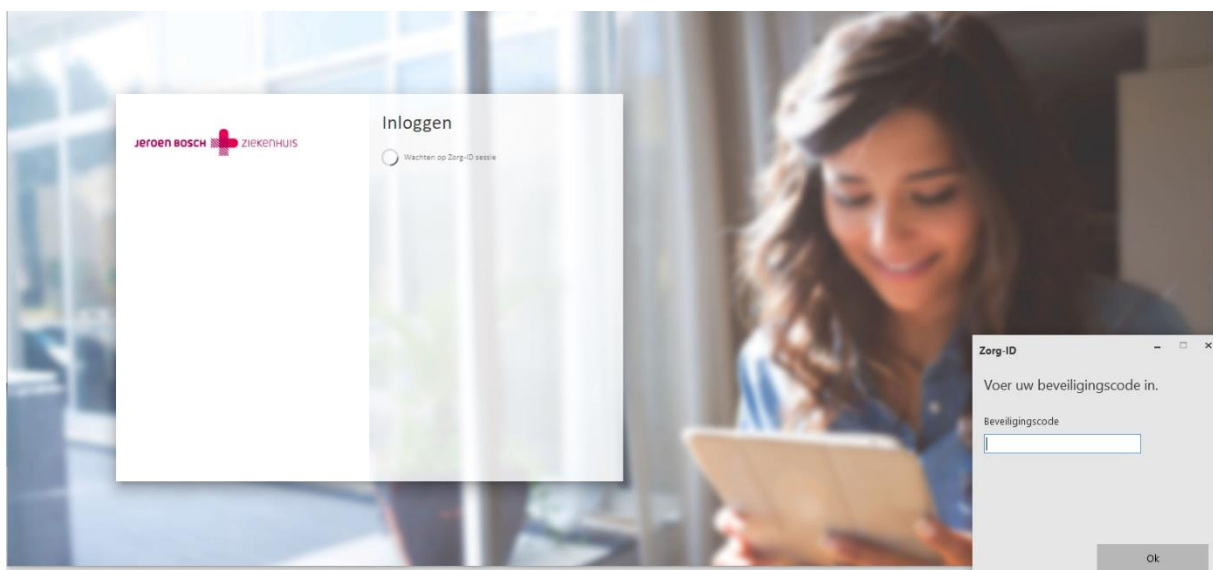 JEROEN BOSCH ZIEKENHUIS
Inloggen
Wachten op Zorg-ID sessie
Zorg-ID
Voer uw beveiligingscode in.
Beveiligingscode
Ok